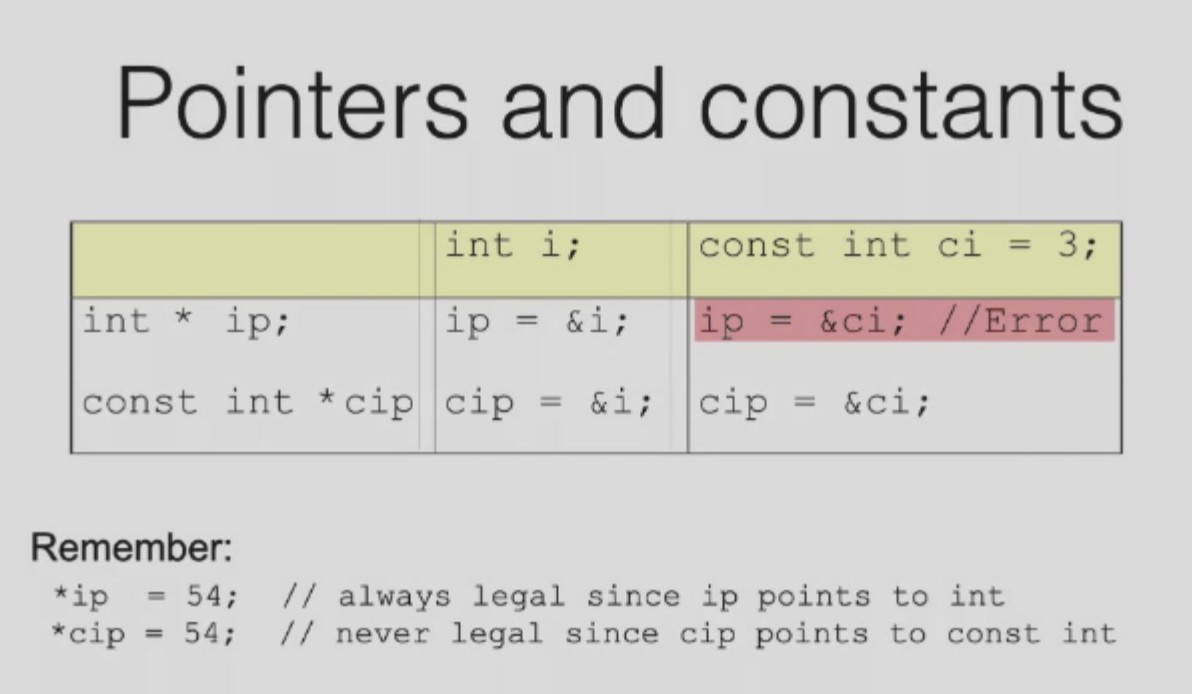 Pointers and constants
int i; const int ci = 3;
int * ip; ip = &i; ip = &ci; //Error
const int *cip cip = &i; cip = &ci;
Remember:
*ip = 54; // always legal since ip points to int
*cip = 54; // never legal since cip points to const int